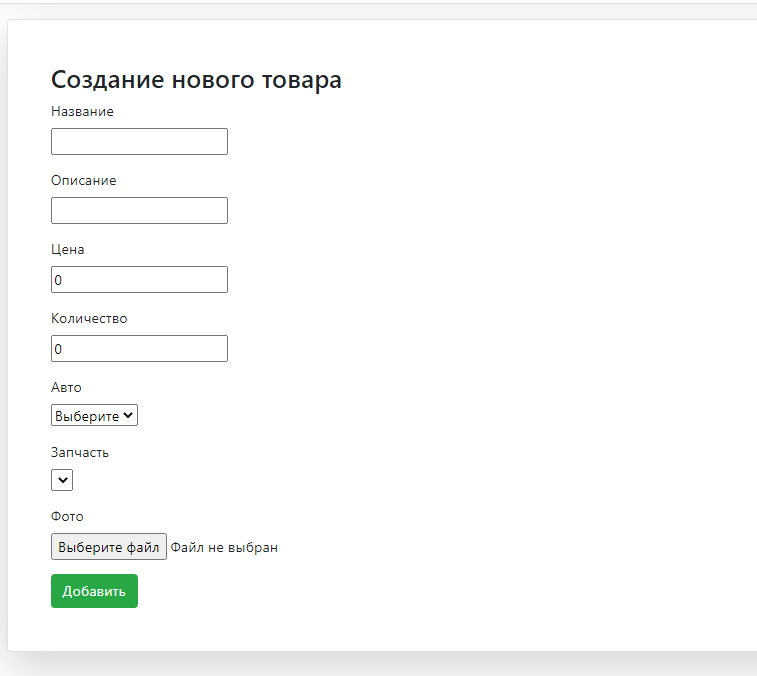 Создание нового товара
Название
Описание
Цена
0
Количество
0
Авто
Выберите
Запчасть
Фото
Выберите файл Файл не выбран
Добавить